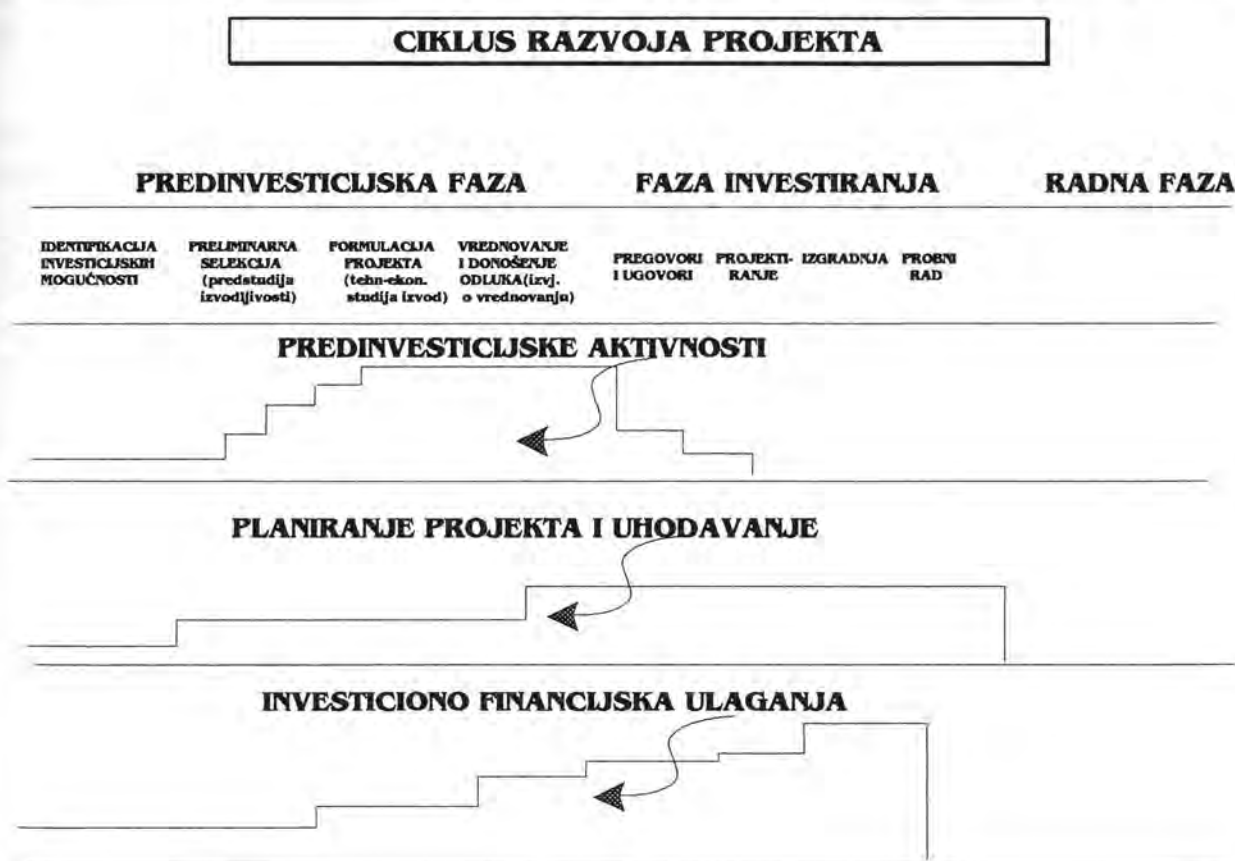 CIKLUS RAZVOJA PROJEKTA
PREDINVESTICIJSKA FAZA
FAZA INVESTIRANJA
RADNA FAZA
IDENTIFIKACIJA
INVESTICIJSKIH
MOGUĆNOSTI
PRELIMINARNA
SELEKCIJA
(predstudija
izvodljivosti)
FORMULACIJA
PROJEKTA
(tehn-ekon.
studija izvod)
VREDNOVANJE
I DONOŠENJE
ODLUKA(izvj.
o vrednovanju)
PREGOVORI
I UGOVORI
PROJEKTI-
RANJE
IZGRADNJA
PROBNI
RAD
PREDINVESTICIJSKE AKTIVNOSTI
PLANIRANJE PROJEKTA I UHODAVANJE
INVESTICIONO FINANCIJSKA ULAGANJA